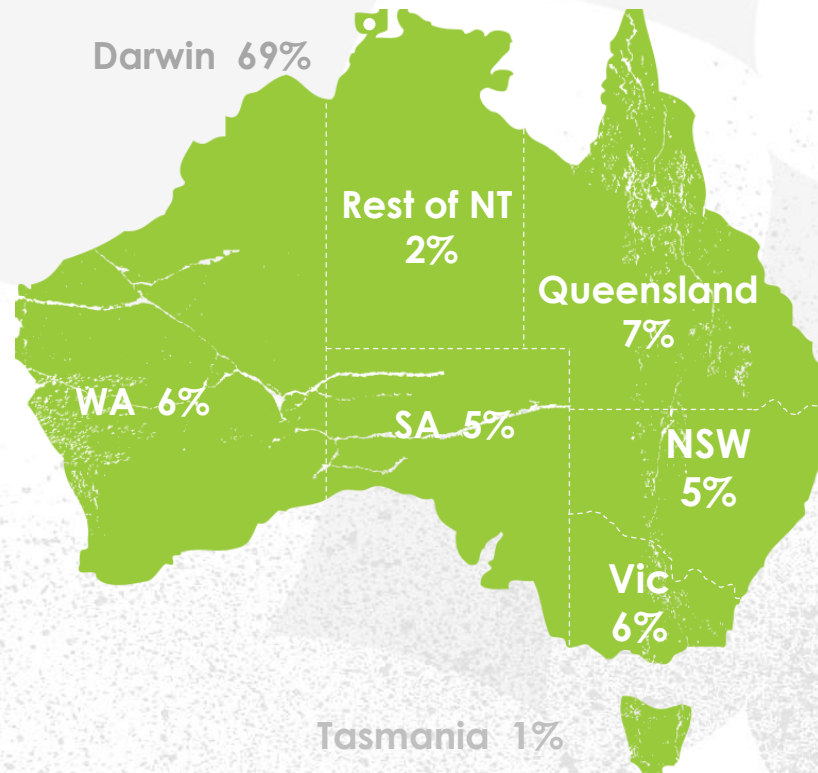 Darwin 69%
Rest of NT
2%
Queensland
7%
WA 6%
SA 5%
NSW
5%
Vic
6%
Tasmania 1%